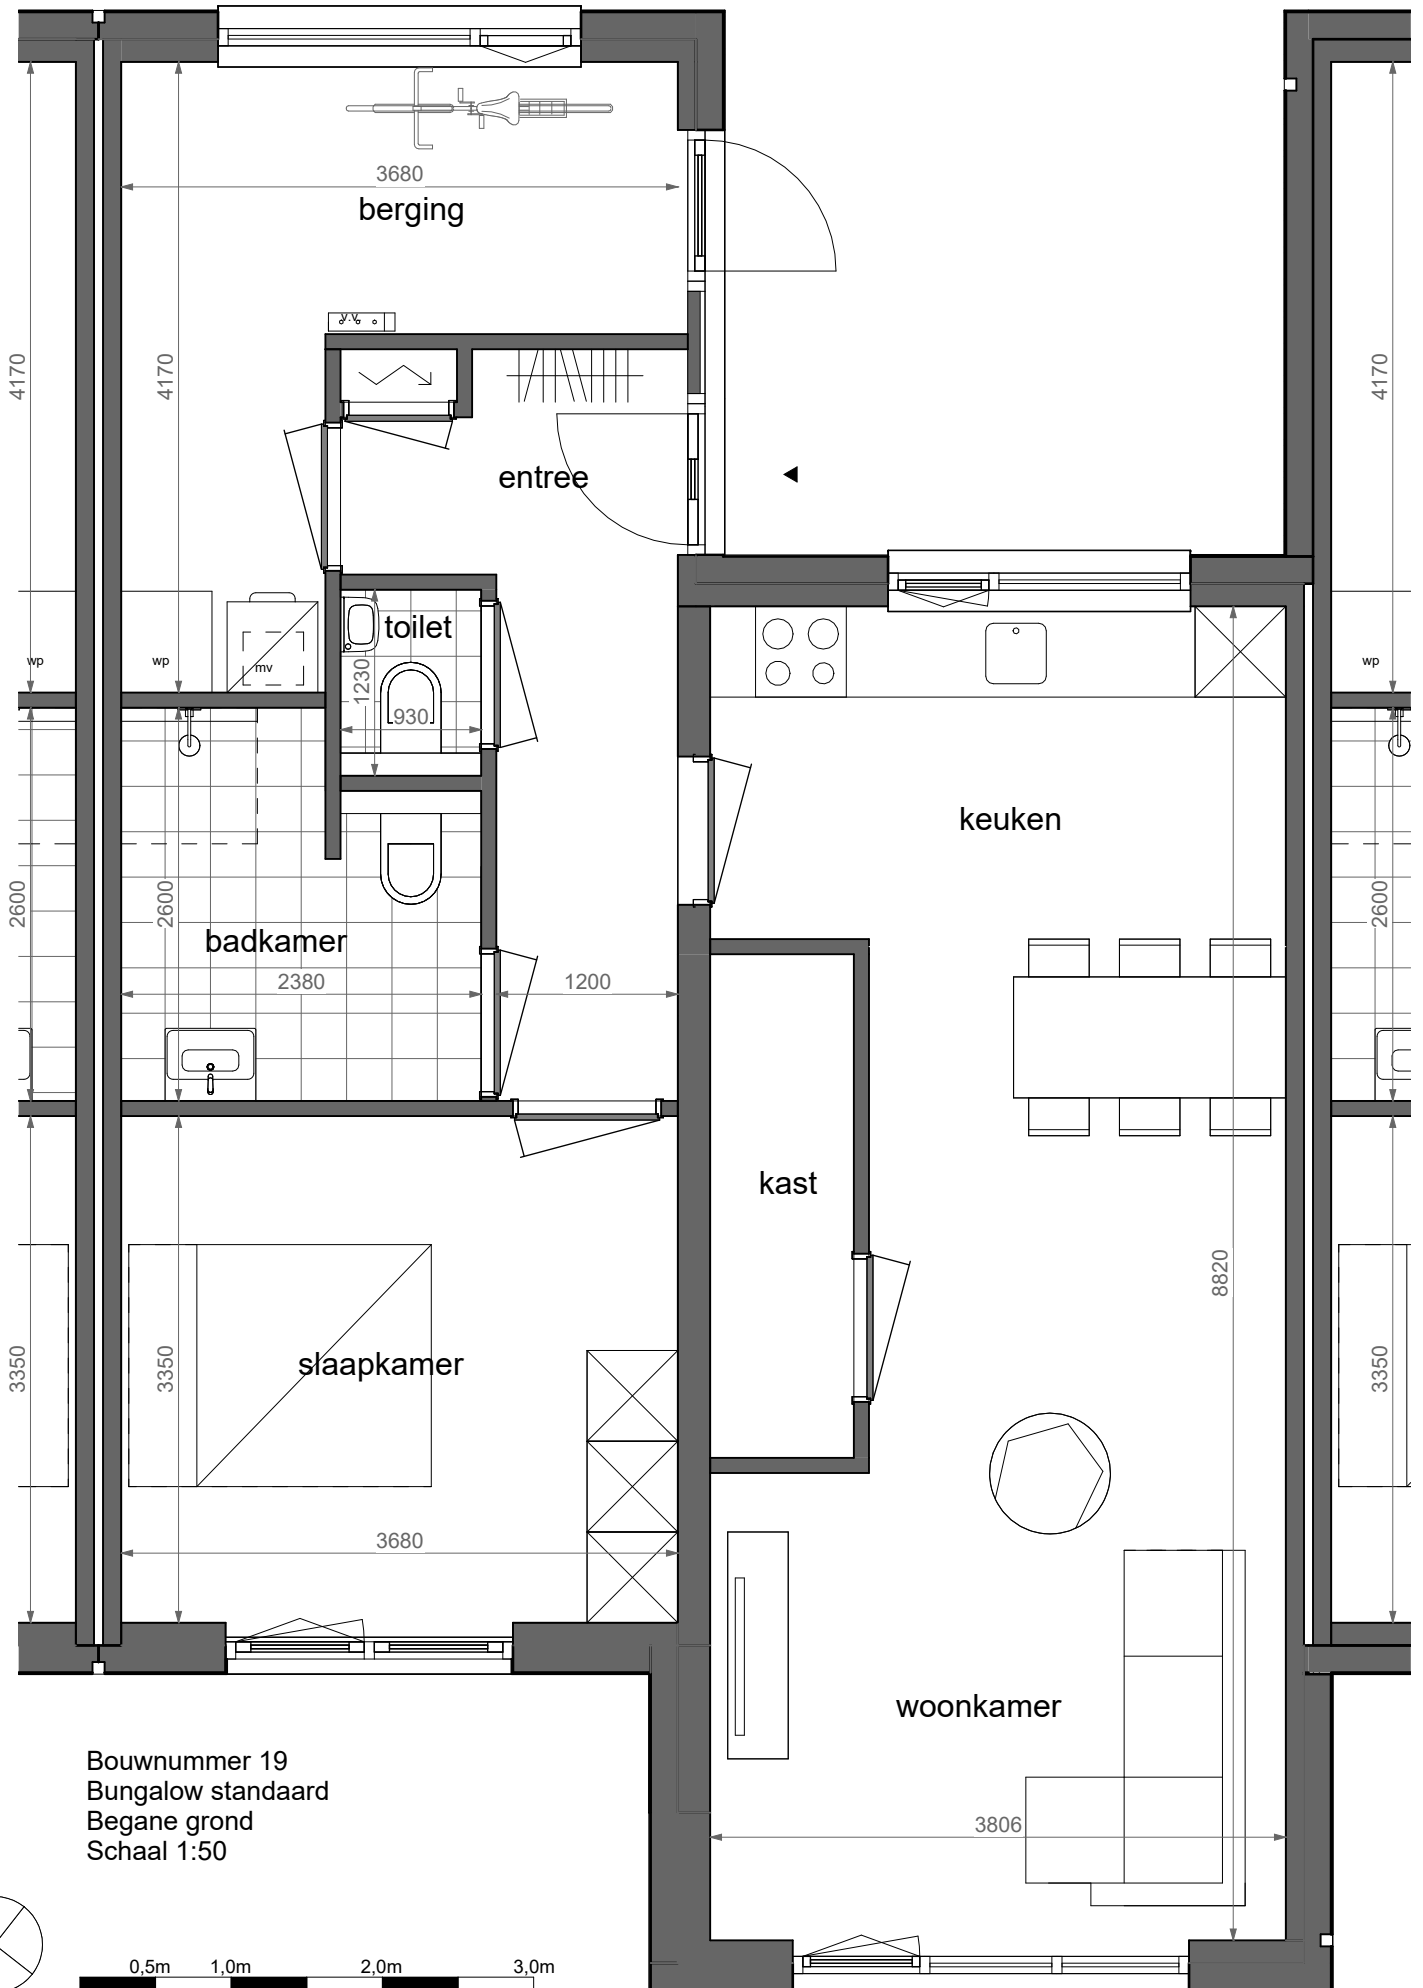 3680
berging
v.v.
4170
4170
4170
entree
toilet
1230
930
wp
wp
mv
wp
keuken
2600
2600
2600
badkamer
2380
1200
kast
8820
3350
3350
3350
slaapkamer
3680
woonkamer
3806
Bouwnummer 19
Bungalow standaard
Begane grond
Schaal 1:50
0,5m 1,0m 2,0m 3,0m